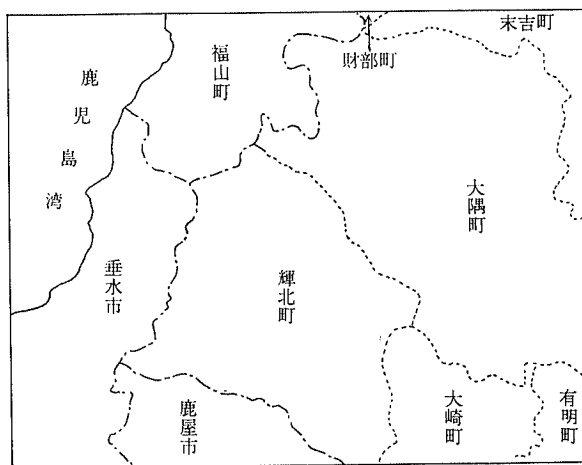 末吉町
財部町
福山町
鹿児島湾
大隅町
垂水市
輝北町
鹿屋市
大崎町
有明町